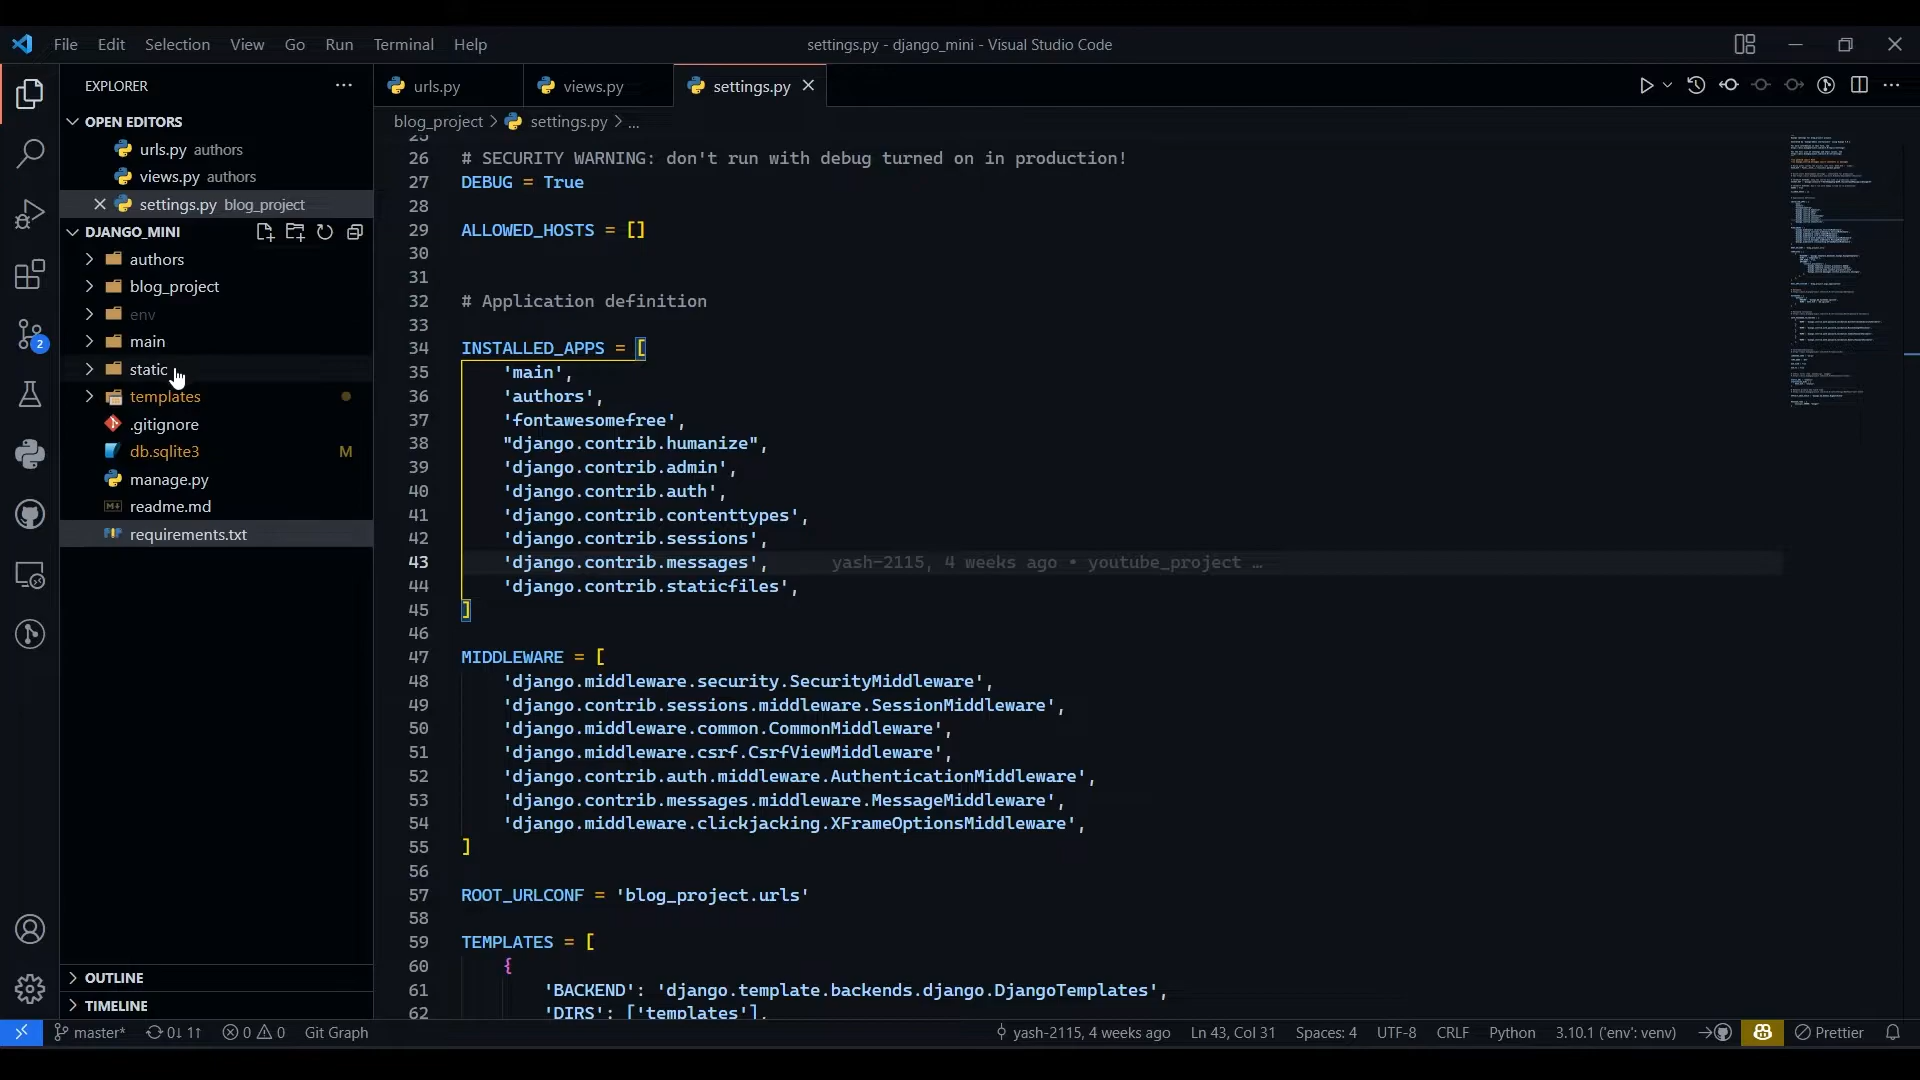 File Edit Selection View Go Run Terminal Help
settings.py - django_mini - Visual Studio Code
EXPLORER
OPEN EDITORS
urls.py authors
views.py authors
settings.py blog_project
DJANGO_MINI
authors
blog_project
env
main
static
templates
.gitignore
db.sqlite3 M
manage.py
readme.md
requirements.txt
OUTLINE
TIMELINE
2
urls.py
views.py
settings.py
blog_project > settings.py > ...
25
26 # SECURITY WARNING: don't run with debug turned on in production!
27 DEBUG = True
28
29 ALLOWED_HOSTS = []
30
31
32 # Application definition
33
34 INSTALLED_APPS = [
35 'main',
36 'authors',
37 'fontawesomefree',
38 "django.contrib.humanize",
39 'django.contrib.admin',
40 'django.contrib.auth',
41 'django.contrib.contenttypes',
42 'django.contrib.sessions',
43 'django.contrib.messages', yash-2115, 4 weeks ago • youtube_project …
44 'django.contrib.staticfiles',
45 ]
46
47 MIDDLEWARE = [
48 'django.middleware.security.SecurityMiddleware',
49 'django.contrib.sessions.middleware.SessionMiddleware',
50 'django.middleware.common.CommonMiddleware',
51 'django.middleware.csrf.CsrfViewMiddleware',
52 'django.contrib.auth.middleware.AuthenticationMiddleware',
53 'django.contrib.messages.middleware.MessageMiddleware',
54 'django.middleware.clickjacking.XFrameOptionsMiddleware',
55 ]
56
57 ROOT_URLCONF = 'blog_project.urls'
58
59 TEMPLATES = [
60 {
61 'BACKEND': 'django.template.backends.django.DjangoTemplates',
62 'DIRS': ['templates'],
master* 0↓ 1↑ 0 0 Git Graph yash-2115, 4 weeks ago Ln 43, Col 31 Spaces: 4 UTF-8 CRLF Python 3.10.1 ('env': venv) Prettier